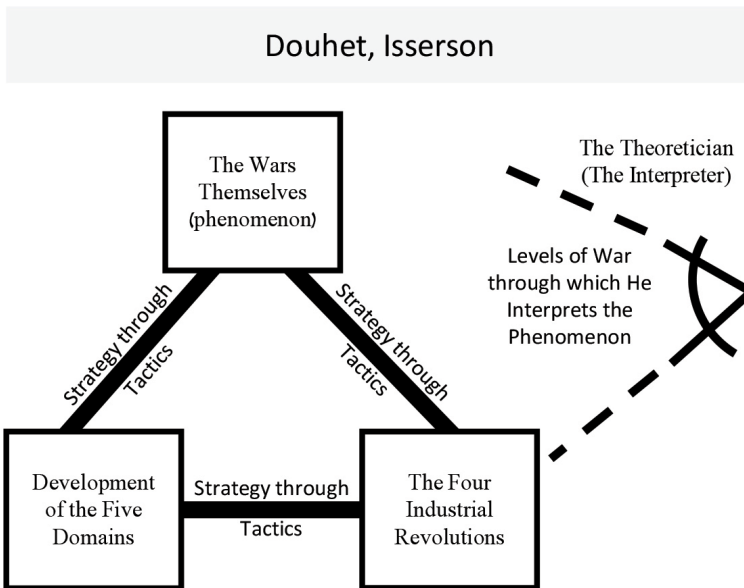 Douhet, Isserson
The Wars
Themselves
(phenomenon)
The Theoretician
(The Interpreter)
Levels of War
through which He
Interprets the
Phenomenon
Strategy through
Tactics
Strategy through
Tactics
Development
of the Five
Domains
Strategy through
Tactics
The Four
Industrial
Revolutions